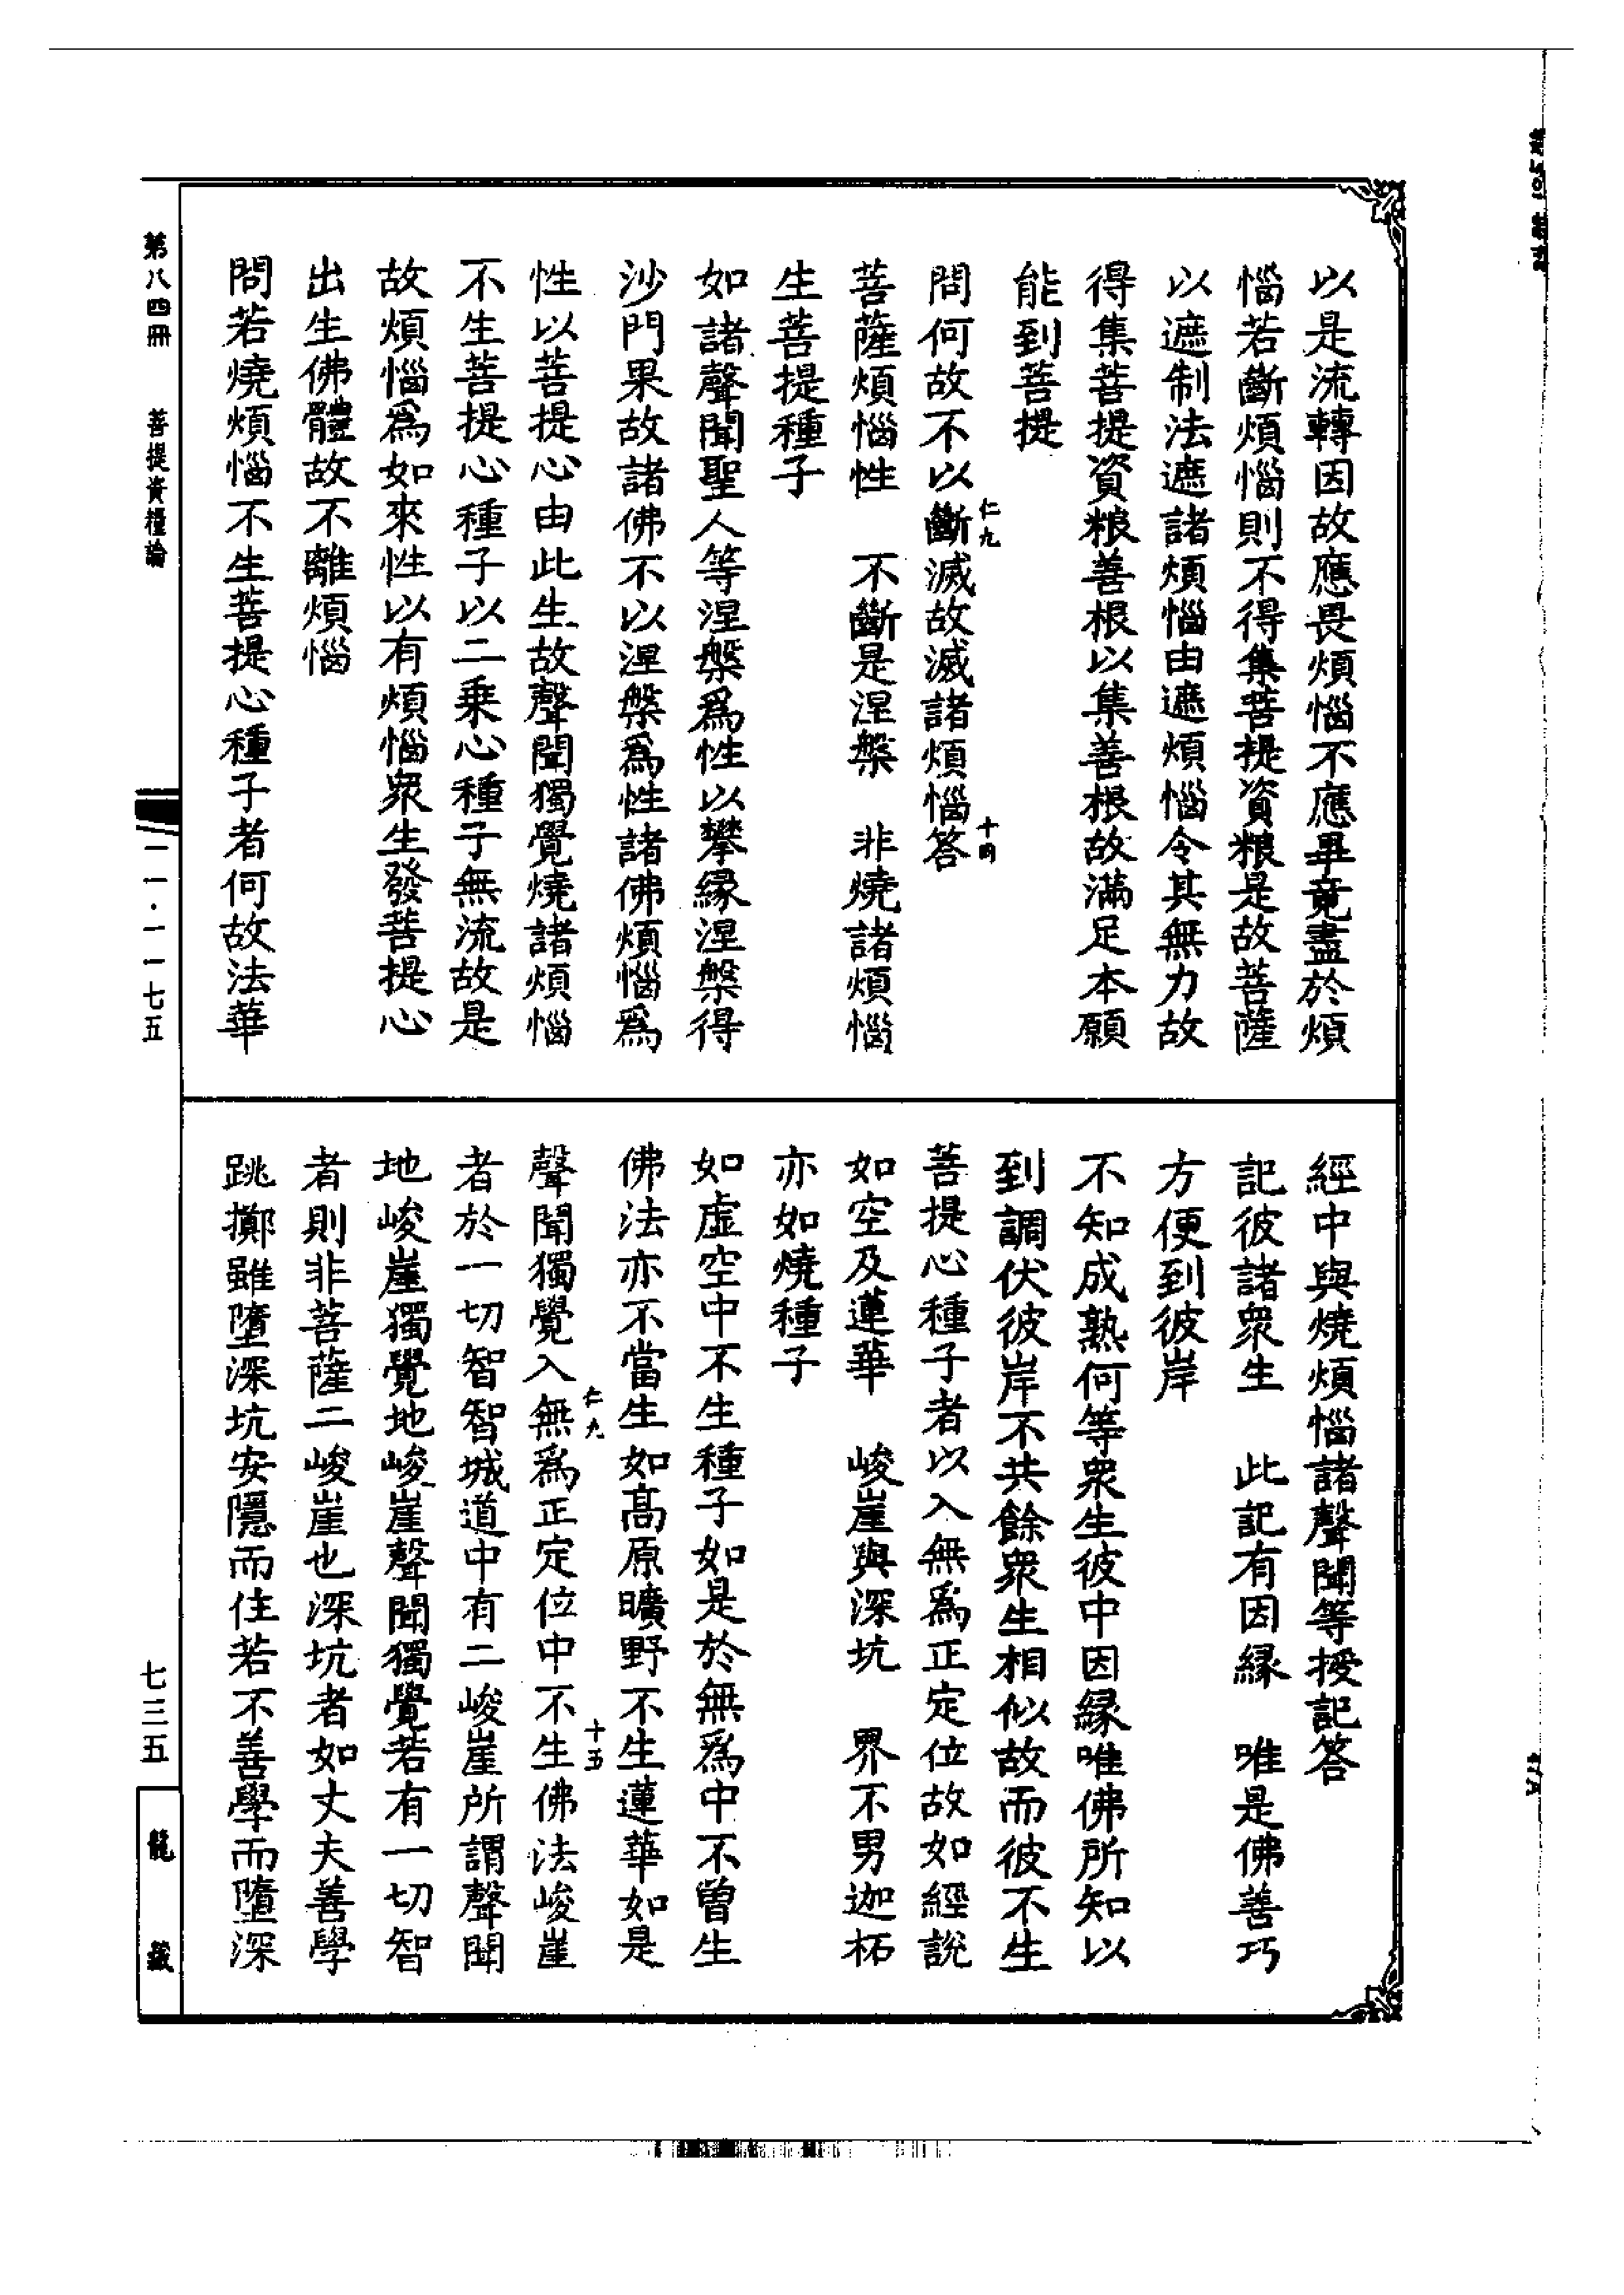 以是流轉因故應畏煩惱不應畢竟盡於煩
惱若斷煩惱則不得集菩提資粮是故菩薩
以遮制法遮諸煩惱由遮煩惱令其無力故
得集菩提資粮善根以集善根故滿足本願
能到菩提
仁九 十四
問何故不以斷滅故滅諸煩惱答
菩薩煩惱性 不斷是涅槃 非燒諸煩惱
生菩提種子
如諸聲聞聖人等涅槃爲性以攀緣涅槃得
沙門果故諸佛不以涅槃爲性諸佛煩惱爲
性以菩提心由此生故聲聞獨覺燒諸煩惱
不生菩提心種子以二乘心種子無流故是
故煩惱爲如來性以有煩惱衆生發菩提心
出生佛體故不離煩惱
問若燒煩惱不生菩提心種子者何故法華
經中與燒煩惱諸聲聞等授記答
記彼諸衆生 此記有因緣 唯是佛善巧
方便到彼岸
不知成熟何等衆生彼中因緣唯佛所知以
到調伏彼岸不共餘衆生相似故而彼不生
菩提心種子者以入無爲正定位故如經說
如空及蓮華 峻崖與深坑 界不男迦柘
亦如燒種子
如虛空中不生種子如是於無爲中不曾生
佛法亦不當生如高原曠野不生蓮華如是
仁九 十五
聲聞獨覺入無爲正定位中不生佛法峻崖
者於一切智智城道中有二峻崖所謂聲聞
地峻崖獨覺地峻崖聲聞獨覺若有一切智
者則非菩薩二峻崖也深坑者如丈夫善學
跳擲雖墮深坑安隱而住若不善學而墮深
第八四冊 菩提資糧論
一一·一一七五
七三五
龍藏